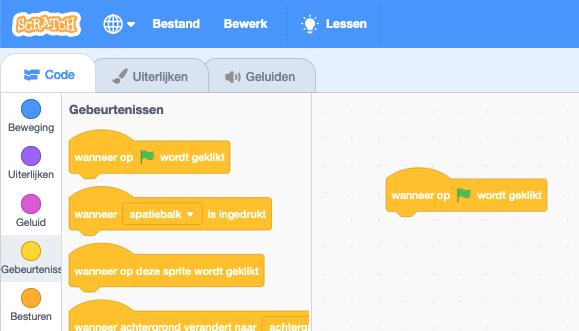 SCRATCH
Bestand
Bewerk
Lessen
Code
Uiterlijken
Geluiden
Beweging
Uiterlijken
Geluid
Gebeurteniss
Besturen
Gebeurtenissen
wanneer op wordt geklikt
wanneer spatiebalk is ingedrukt
wanneer op deze sprite wordt geklikt
wanneer achtergrond verandert naar achterg
wanneer op wordt geklikt